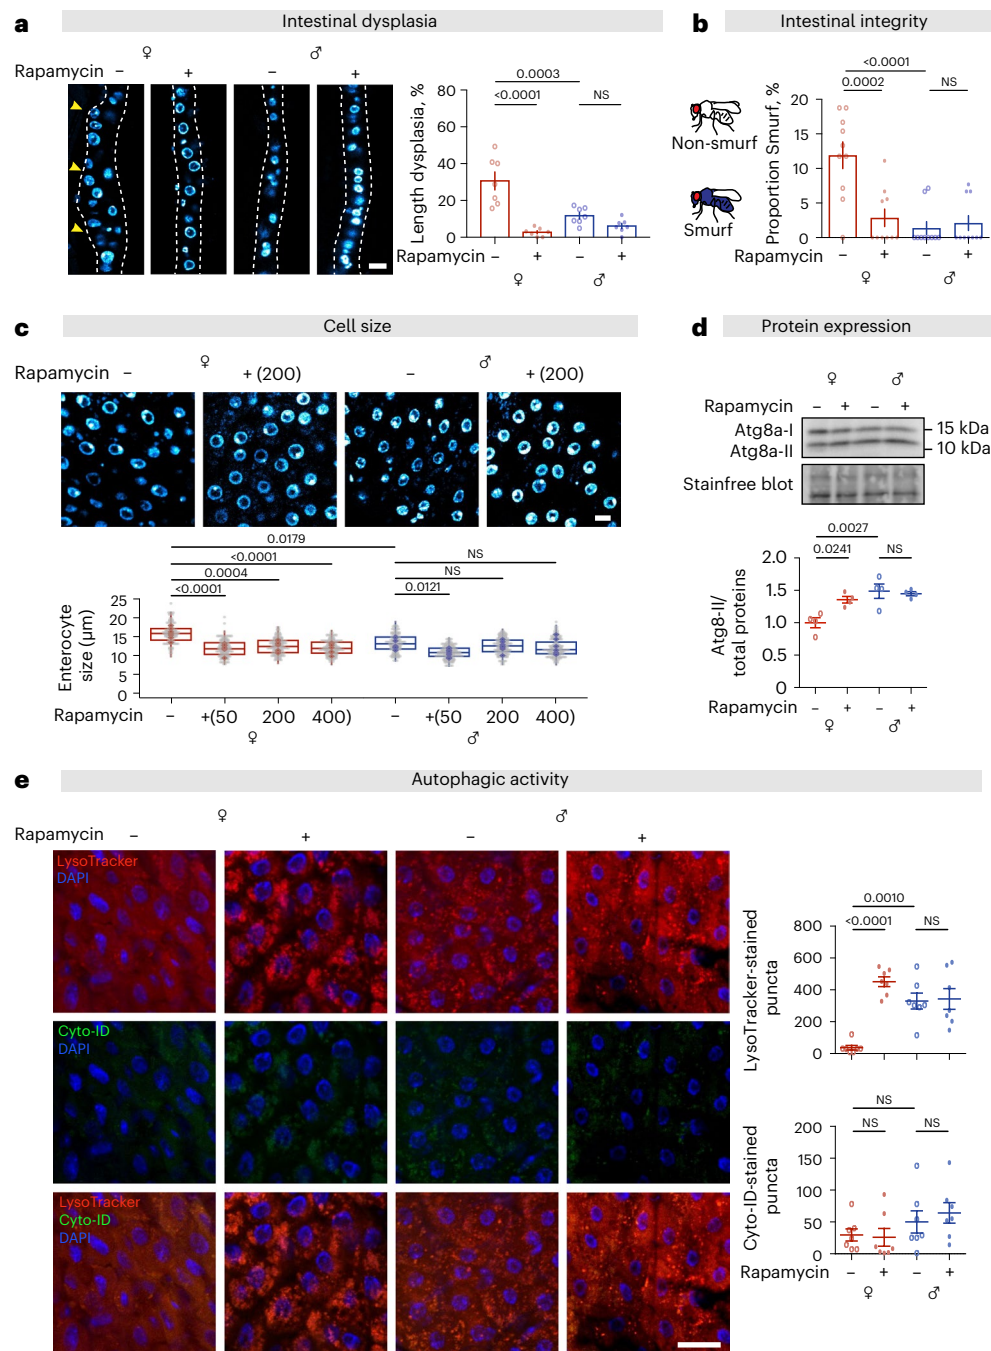 a Intestinal dysplasia
♀ ♂
Rapamycin – + – +
Length dysplasia, %
80
60
40
20
0
0.0003
<0.0001 NS
Rapamycin – + – +
♀ ♂
b Intestinal integrity
Non-smurf
Smurf
Proportion Smurf, %
20
15
10
5
0
<0.0001
0.0002 NS
Rapamycin – + – +
♀ ♂
c Cell size
♀ ♂
Rapamycin – + (200) – + (200)
0.0179
<0.0001 NS
0.0004 NS
<0.0001 0.0121
Enterocyte
size (µm)
25
20
15
10
5
0
Rapamycin – +(50 200 400) – +(50 200 400)
♀ ♂
d Protein expression
♀ ♂
Rapamycin – + – +
Atg8a-I 15 kDa
Atg8a-II 10 kDa
Stainfree blot
0.0027
0.0241 NS
Atg8-II/
total proteins
2.0
1.5
1.0
0.5
0
Rapamycin – + – +
♀ ♂
e Autophagic activity
♀ ♂
Rapamycin – + – +
LysoTracker
DAPI
Cyto-ID
DAPI
LysoTracker
Cyto-ID
DAPI
LysoTracker-stained
puncta
0.0010
<0.0001 NS
800
600
400
200
0
Cyto-ID-stained
puncta
NS
NS NS
200
150
100
50
0
Rapamycin – + – +
♀ ♂